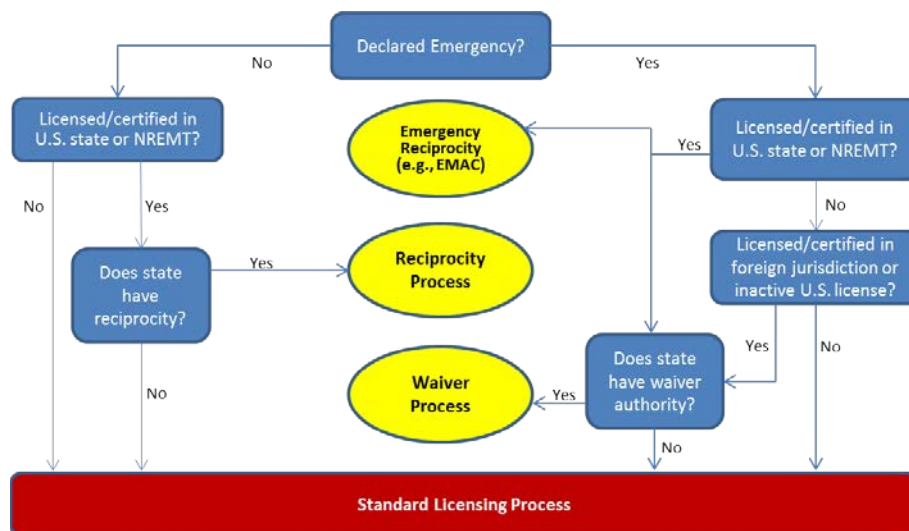 Declared Emergency?
No
Yes
Licensed/certified in
U.S. state or NREMT?
Emergency
Reciprocity
(e.g., EMAC)
Yes
Licensed/certified in
U.S. state or NREMT?
No
Yes
No
Does state
have
reciprocity?
Yes
Reciprocity
Process
Licensed/certified in
foreign jurisdiction or
inactive U.S. license?
No
Waiver
Process
Yes
Does state
have waiver
authority?
Yes
No
No
Standard Licensing Process